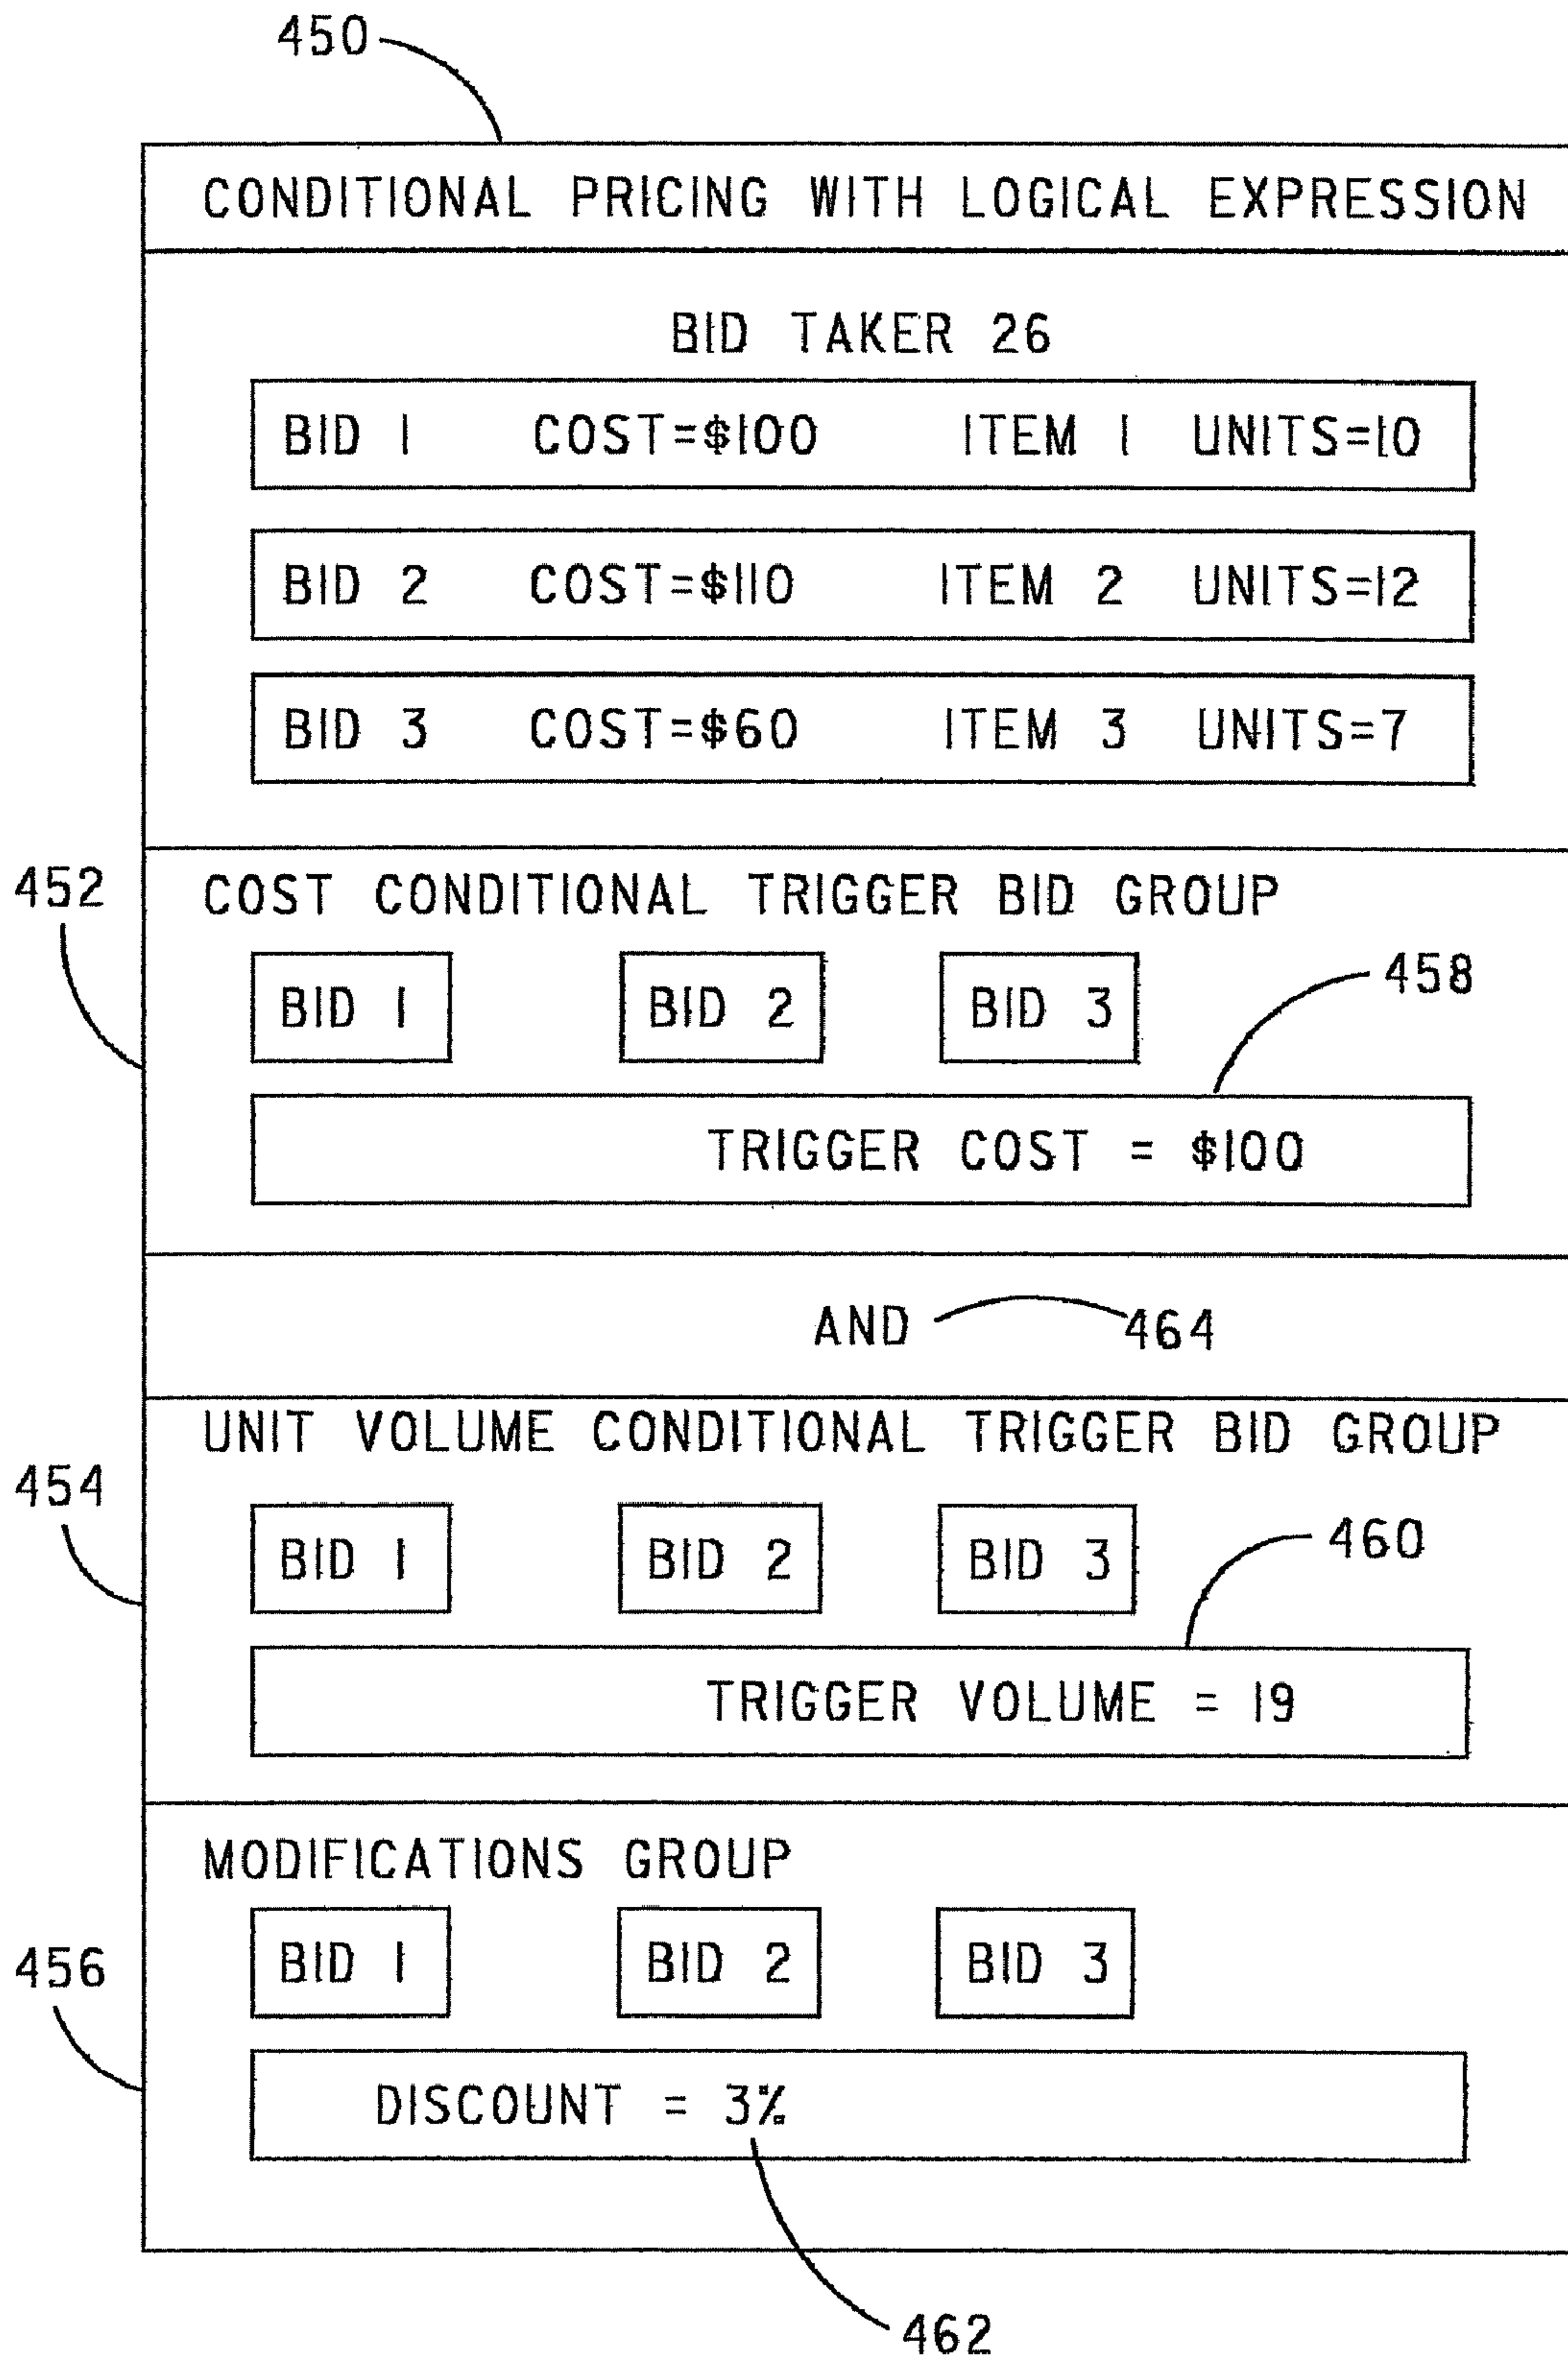 450
CONDITIONAL PRICING WITH LOGICAL EXPRESSION
BID TAKER 26
BID 1 COST=$100 ITEM 1 UNITS=10
BID 2 COST=$110 ITEM 2 UNITS=12
BID 3 COST=$60 ITEM 3 UNITS=7
452
COST CONDITIONAL TRIGGER BID GROUP
BID 1 BID 2 BID 3
458
TRIGGER COST = $100
AND 464
UNIT VOLUME CONDITIONAL TRIGGER BID GROUP
454
BID 1 BID 2 BID 3
460
TRIGGER VOLUME = 19
MODIFICATIONS GROUP
456
BID 1 BID 2 BID 3
DISCOUNT = 3%
462